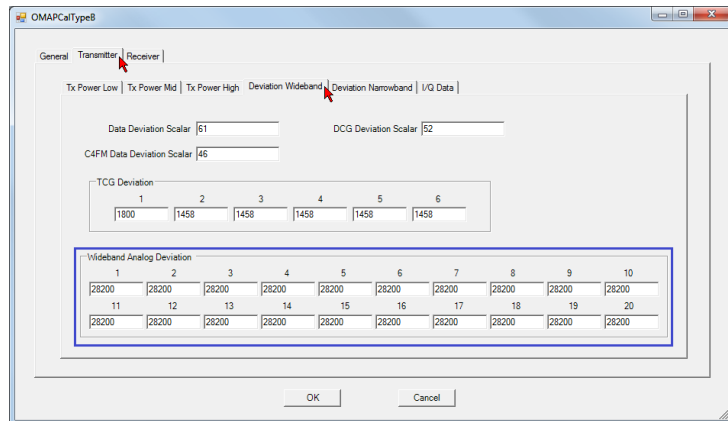 OMAPCalTypeB
General Transmitter Receiver
Tx Power Low Tx Power Mid Tx Power High Deviation Wideband Deviation Narrowband I/Q Data
Data Deviation Scalar 61 DCG Deviation Scalar 52
C4FM Data Deviation Scalar 46
TCG Deviation
1 2 3 4 5 6
1800 1458 1458 1458 1458 1458
Wideband Analog Deviation
1 2 3 4 5 6 7 8 9 10
28200 28200 28200 28200 28200 28200 28200 28200 28200 28200
11 12 13 14 15 16 17 18 19 20
28200 28200 28200 28200 28200 28200 28200 28200 28200 28200
OK Cancel